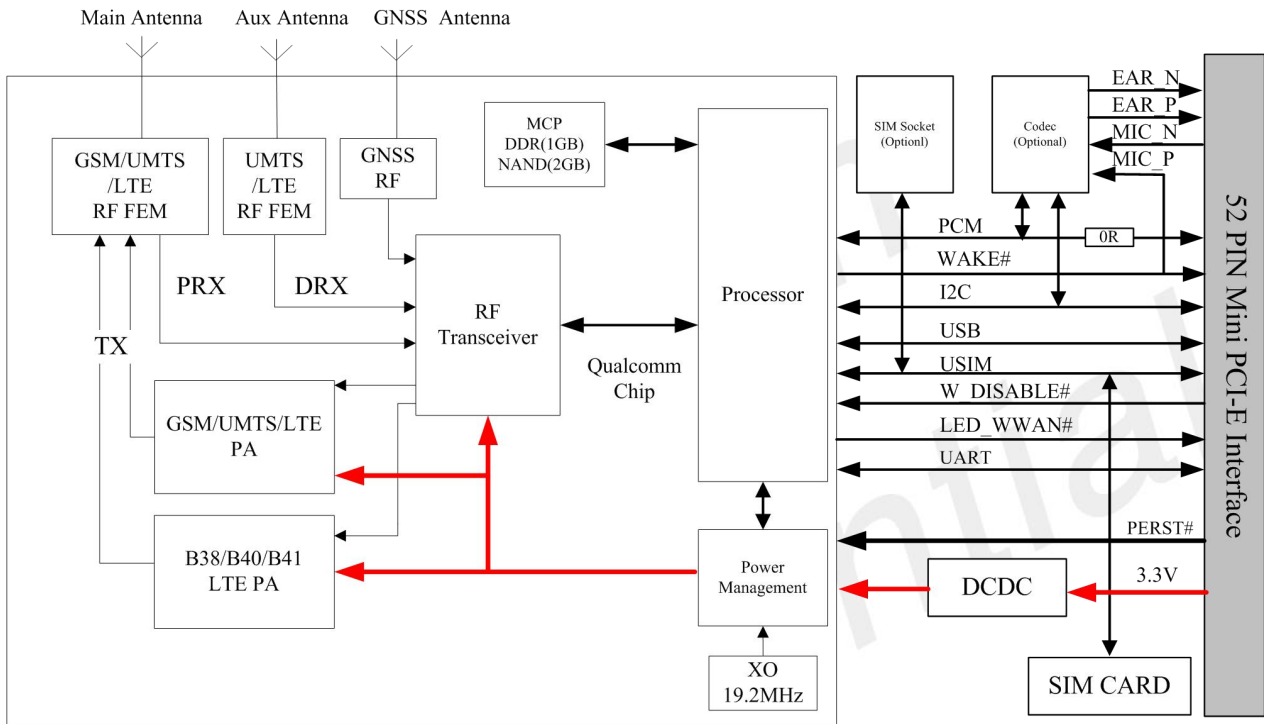 Main Antenna
Aux Antenna
GNSS Antenna
GSM/UMTS
/LTE
RF FEM
UMTS
/LTE
RF FEM
GNSS
RF
MCP
DDR(1GB)
NAND(2GB)
PRX
DRX
TX
RF
Transceiver
Qualcomm
Chip
Processor
GSM/UMTS/LTE
PA
B38/B40/B41
LTE PA
Power
Management
XO
19.2MHz
SIM Socket
(Optionl)
Codec
(Optional)
EAR_N
EAR_P
MIC_N
MIC_P
PCM
0R
WAKE#
I2C
USB
USIM
W_DISABLE#
LED_WWAN#
UART
PERST#
DCDC
3.3V
SIM CARD
52 PIN Mini PCI-E Interface